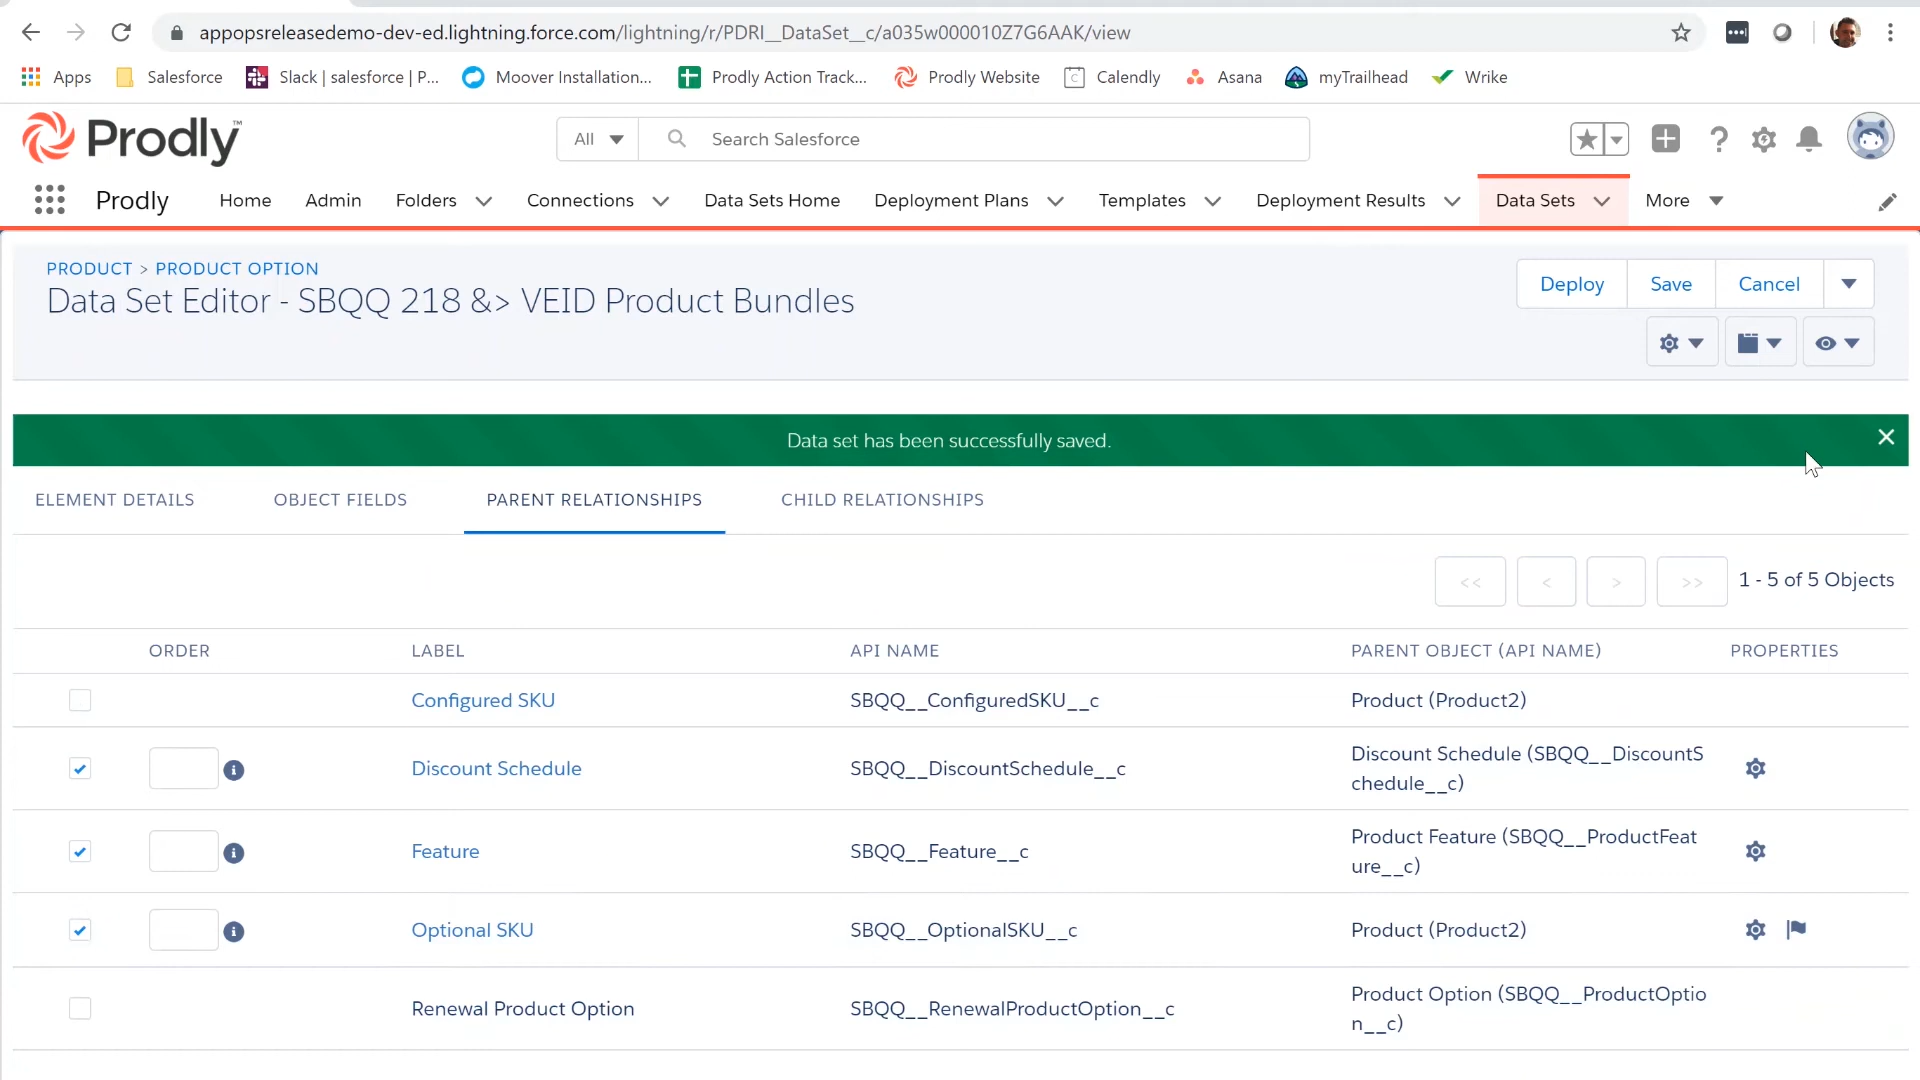 appopsreleasedemo-dev-ed.lightning.force.com/lightning/r/PDRI__DataSet__c/a035w000010Z7G6AAK/view
Apps Salesforce Slack | salesforce | P... Moover Installation... Prodly Action Track... Prodly Website Calendly Asana myTrailhead Wrike
Prodly™
All Search Salesforce
Prodly Home Admin Folders Connections Data Sets Home Deployment Plans Templates Deployment Results Data Sets More
PRODUCT > PRODUCT OPTION
Data Set Editor - SBQQ 218 &> VEID Product Bundles
Deploy Save Cancel
Data set has been successfully saved.
ELEMENT DETAILS OBJECT FIELDS PARENT RELATIONSHIPS CHILD RELATIONSHIPS
<< < > >> 1 - 5 of 5 Objects
ORDER LABEL API NAME PARENT OBJECT (API NAME) PROPERTIES
Configured SKU SBQQ__ConfiguredSKU__c Product (Product2)
Discount Schedule SBQQ__DiscountSchedule__c Discount Schedule (SBQQ__DiscountS
chedule__c)
Feature SBQQ__Feature__c Product Feature (SBQQ__ProductFeat
ure__c)
Optional SKU SBQQ__OptionalSKU__c Product (Product2)
Renewal Product Option SBQQ__RenewalProductOption__c Product Option (SBQQ__ProductOptio
n__c)